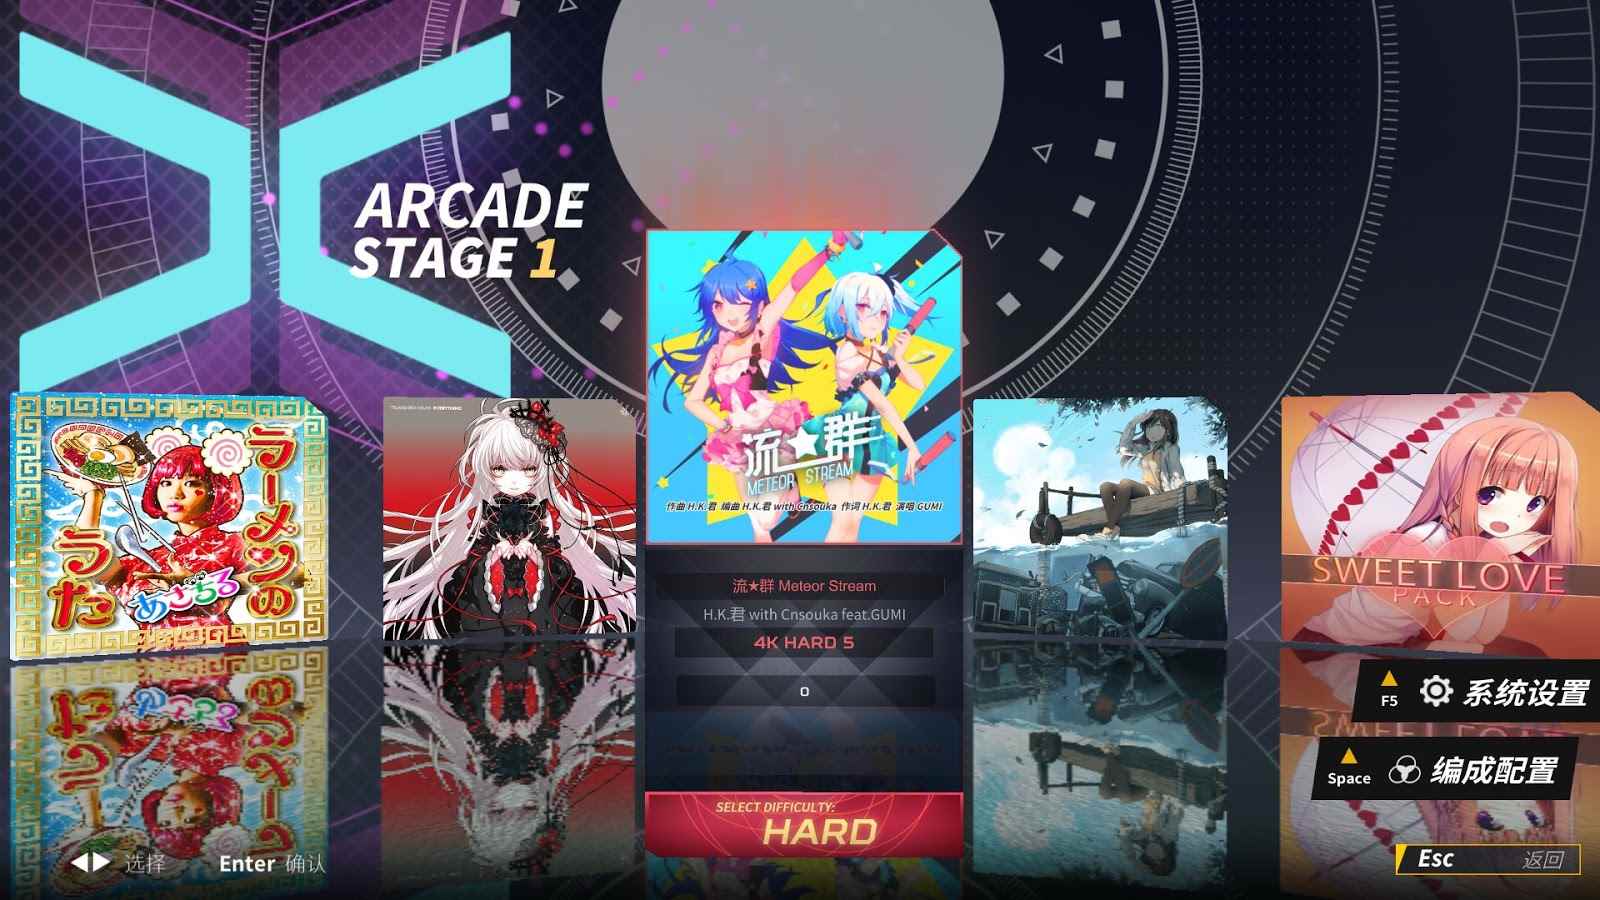 ARCADE
STAGE 1
ラーメンの
うた
あさちる
流★群
METEOR STREAM
作曲 H.K.君 编曲 H.K.君 with Cnsouka 作词 H.K.君 演唱 GUMI
流★群 Meteor Stream
H.K.君 with Cnsouka feat.GUMI
4K HARD 5
0
SELECT DIFFICULTY:
HARD
SWEET LOVE
PACK
F5 系统设置
Space 编成配置
选择
Enter 确认
Esc 返回